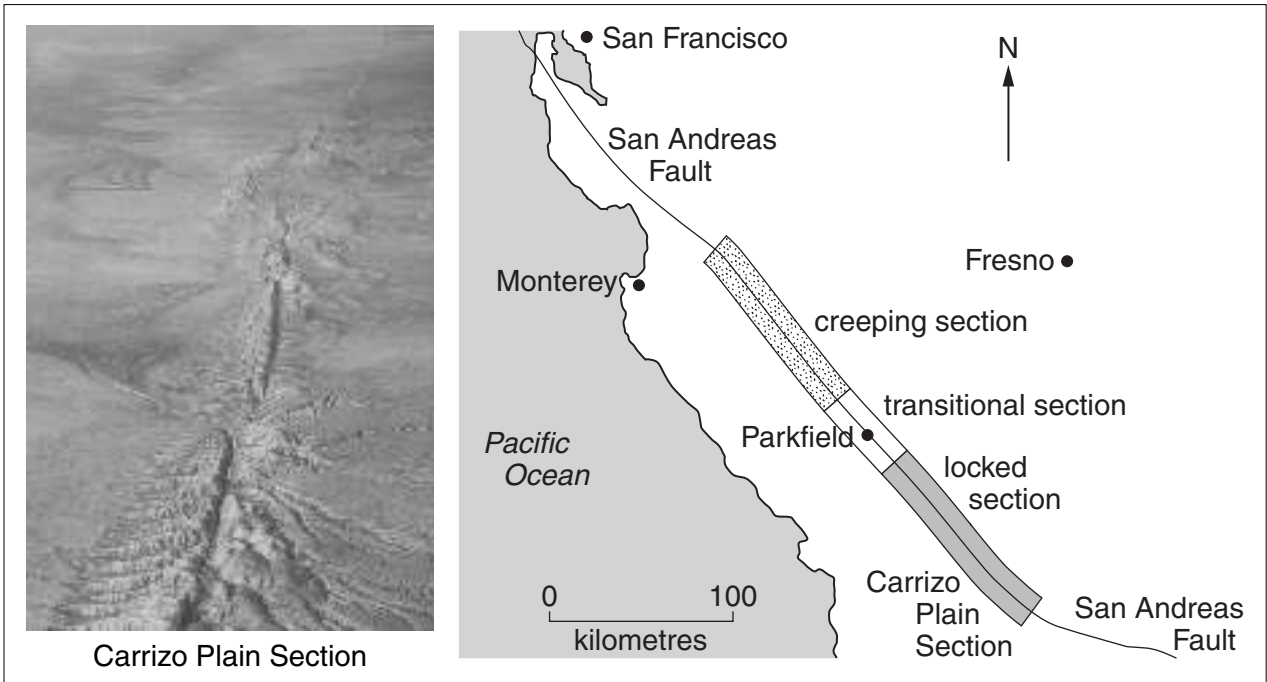 Carrizo Plain Section
San Francisco
N
San Andreas
Fault
Fresno
Monterey
creeping section
transitional section
Parkfield
Pacific
Ocean
locked
section
0 100
kilometres
Carrizo
Plain
Section
San Andreas
Fault